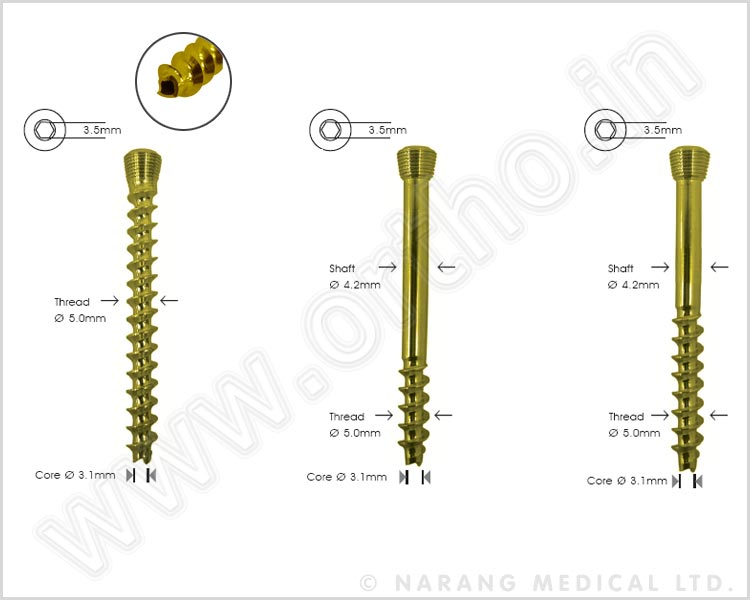 3.5mm
Thread
Ø 5.0mm
Core Ø 3.1mm
3.5mm
Shaft
Ø 4.2mm
Thread
Ø 5.0mm
Core Ø 3.1mm
3.5mm
Shaft
Ø 4.2mm
Thread
Ø 5.0mm
Core Ø 3.1mm
www.ortho.in
© NARANG MEDICAL LTD.